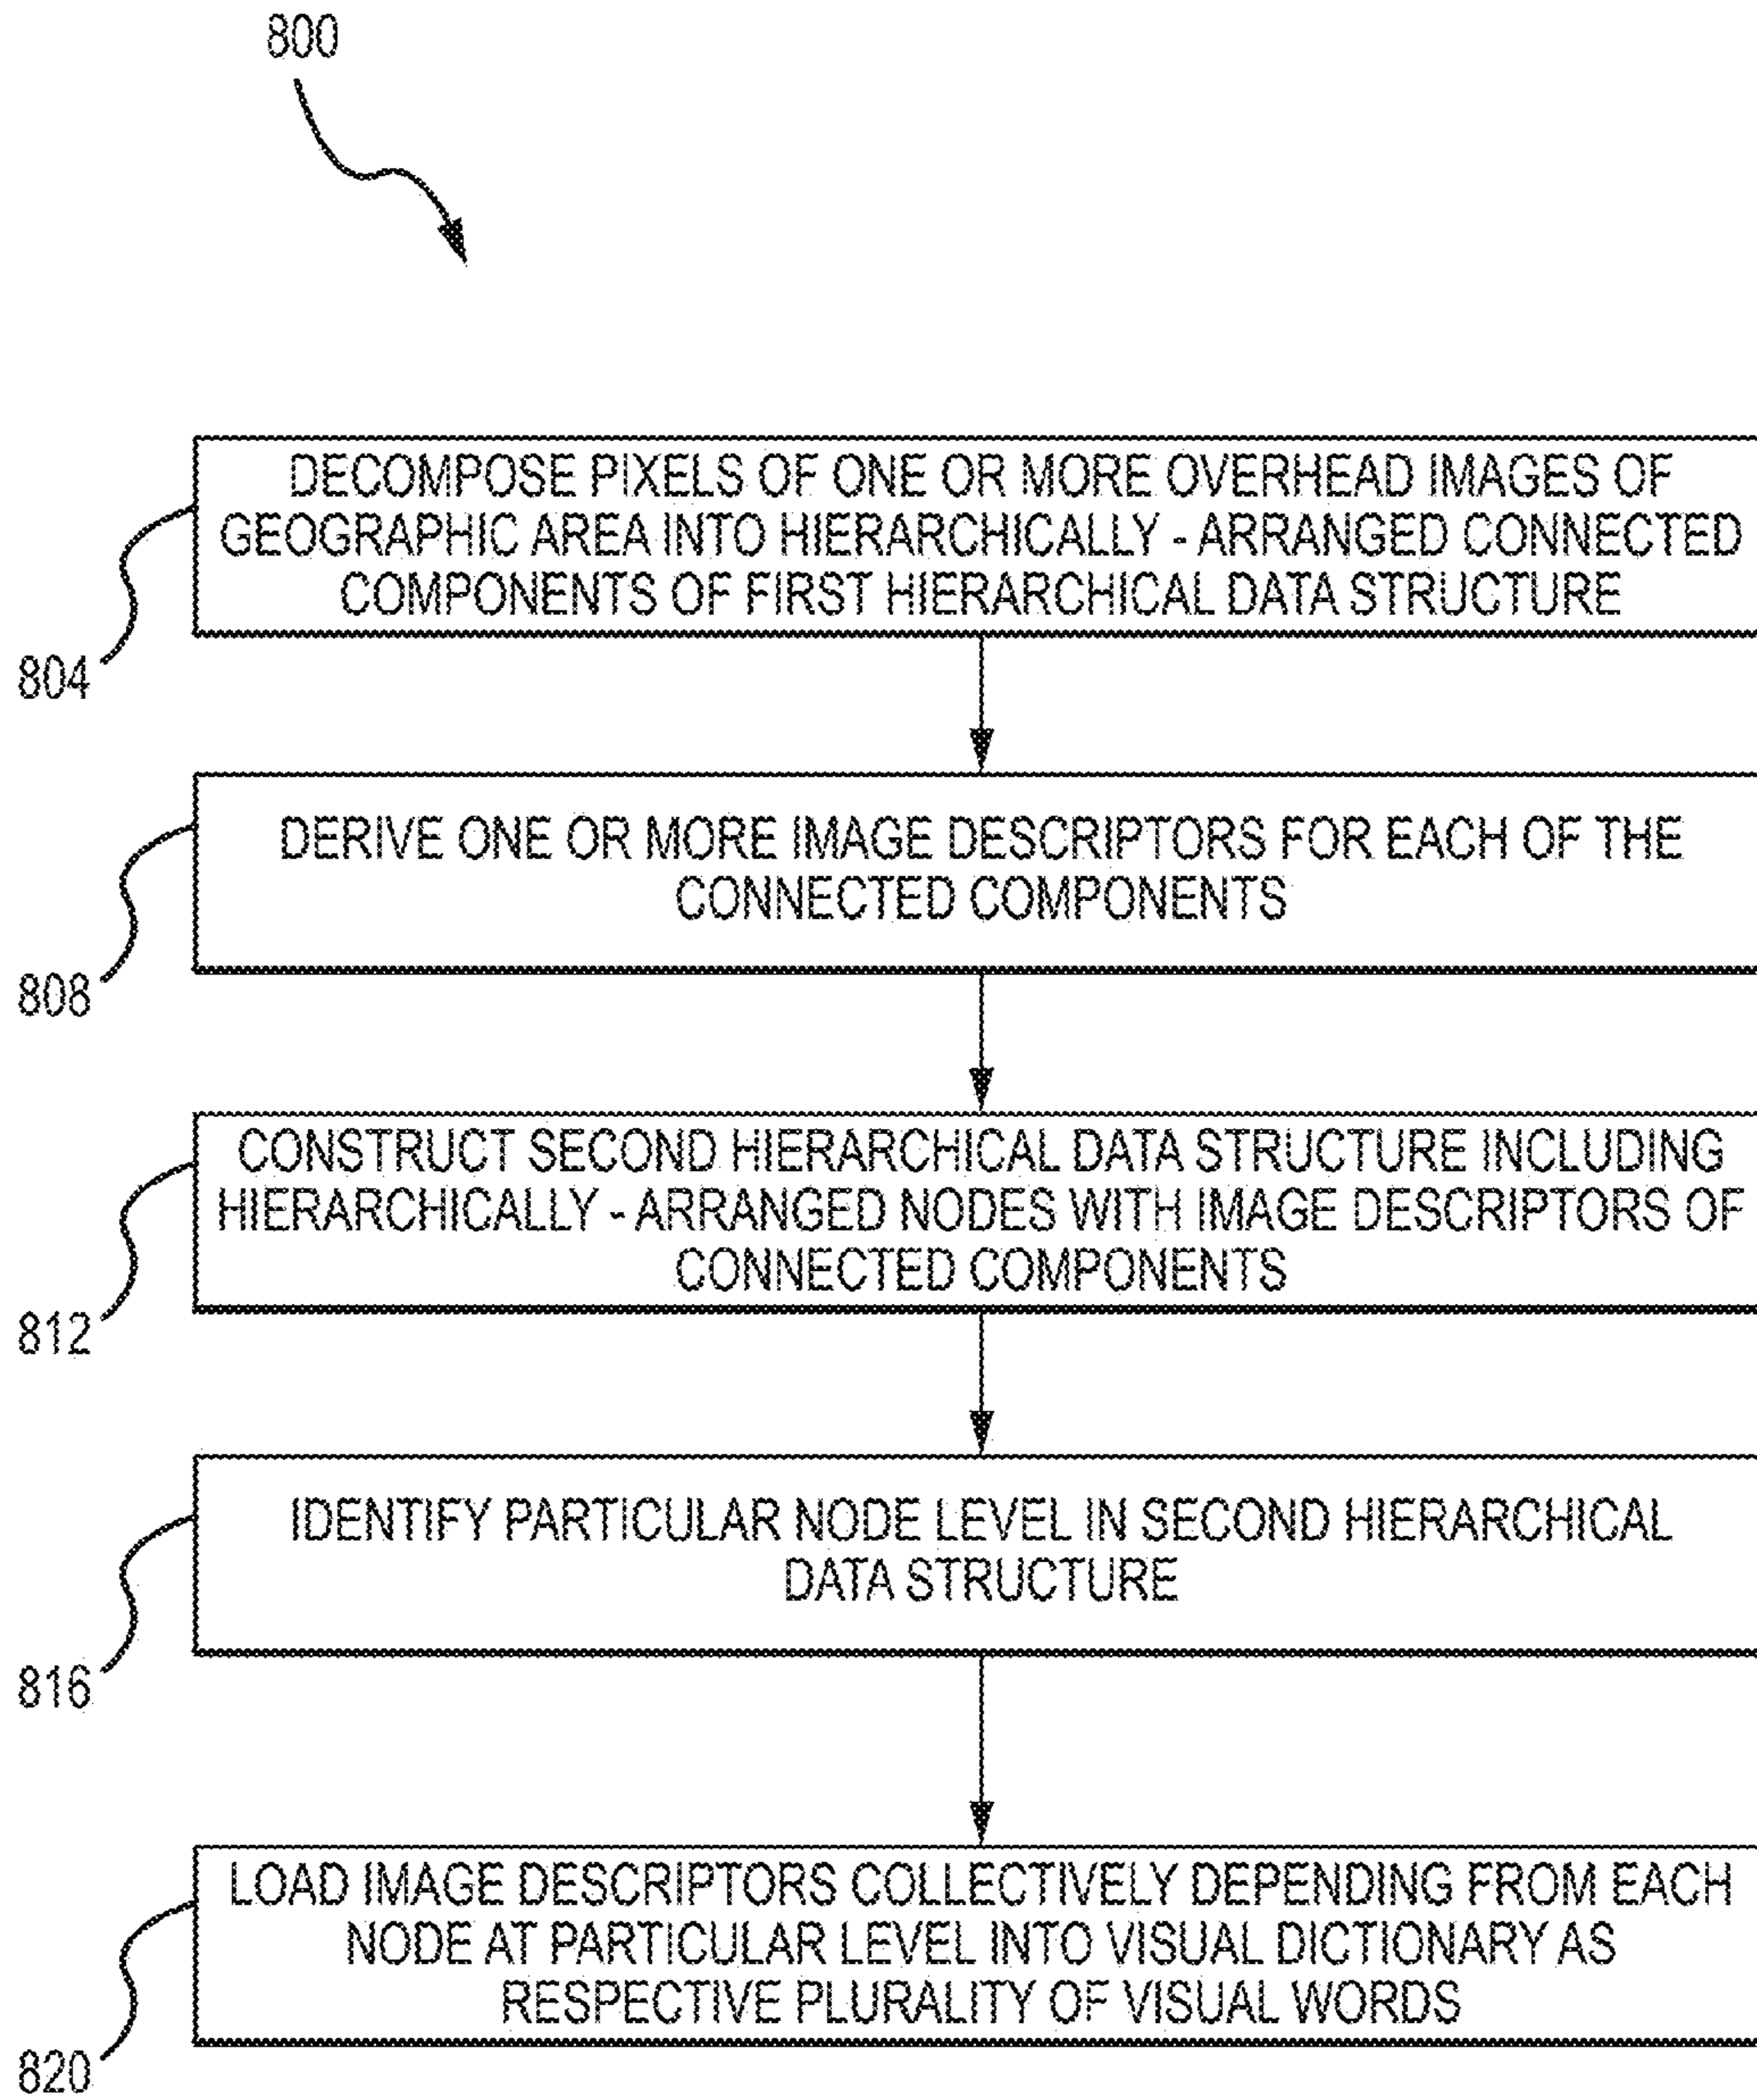 800
DECOMPOSE PIXELS OF ONE OR MORE OVERHEAD IMAGES OF
GEOGRAPHIC AREA INTO HIERARCHICALLY - ARRANGED CONNECTED
COMPONENTS OF FIRST HIERARCHICAL DATA STRUCTURE
804
DERIVE ONE OR MORE IMAGE DESCRIPTORS FOR EACH OF THE
CONNECTED COMPONENTS
808
CONSTRUCT SECOND HIERARCHICAL DATA STRUCTURE INCLUDING
HIERARCHICALLY - ARRANGED NODES WITH IMAGE DESCRIPTORS OF
CONNECTED COMPONENTS
812
IDENTIFY PARTICULAR NODE LEVEL IN SECOND HIERARCHICAL
DATA STRUCTURE
816
LOAD IMAGE DESCRIPTORS COLLECTIVELY DEPENDING FROM EACH
NODE AT PARTICULAR LEVEL INTO VISUAL DICTIONARY AS
RESPECTIVE PLURALITY OF VISUAL WORDS
820